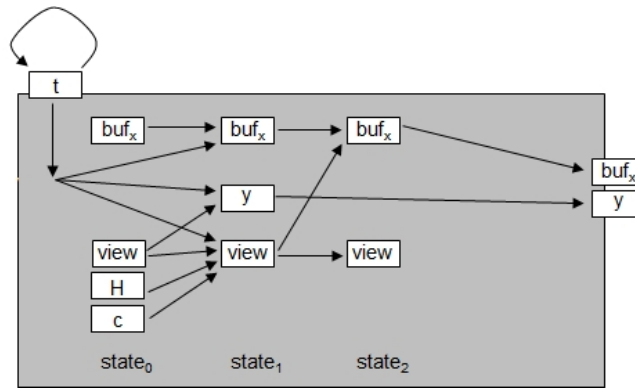 t
bufₓ bufₓ bufₓ
bufₓ
y y
view view view
H
c
state₀ state₁ state₂